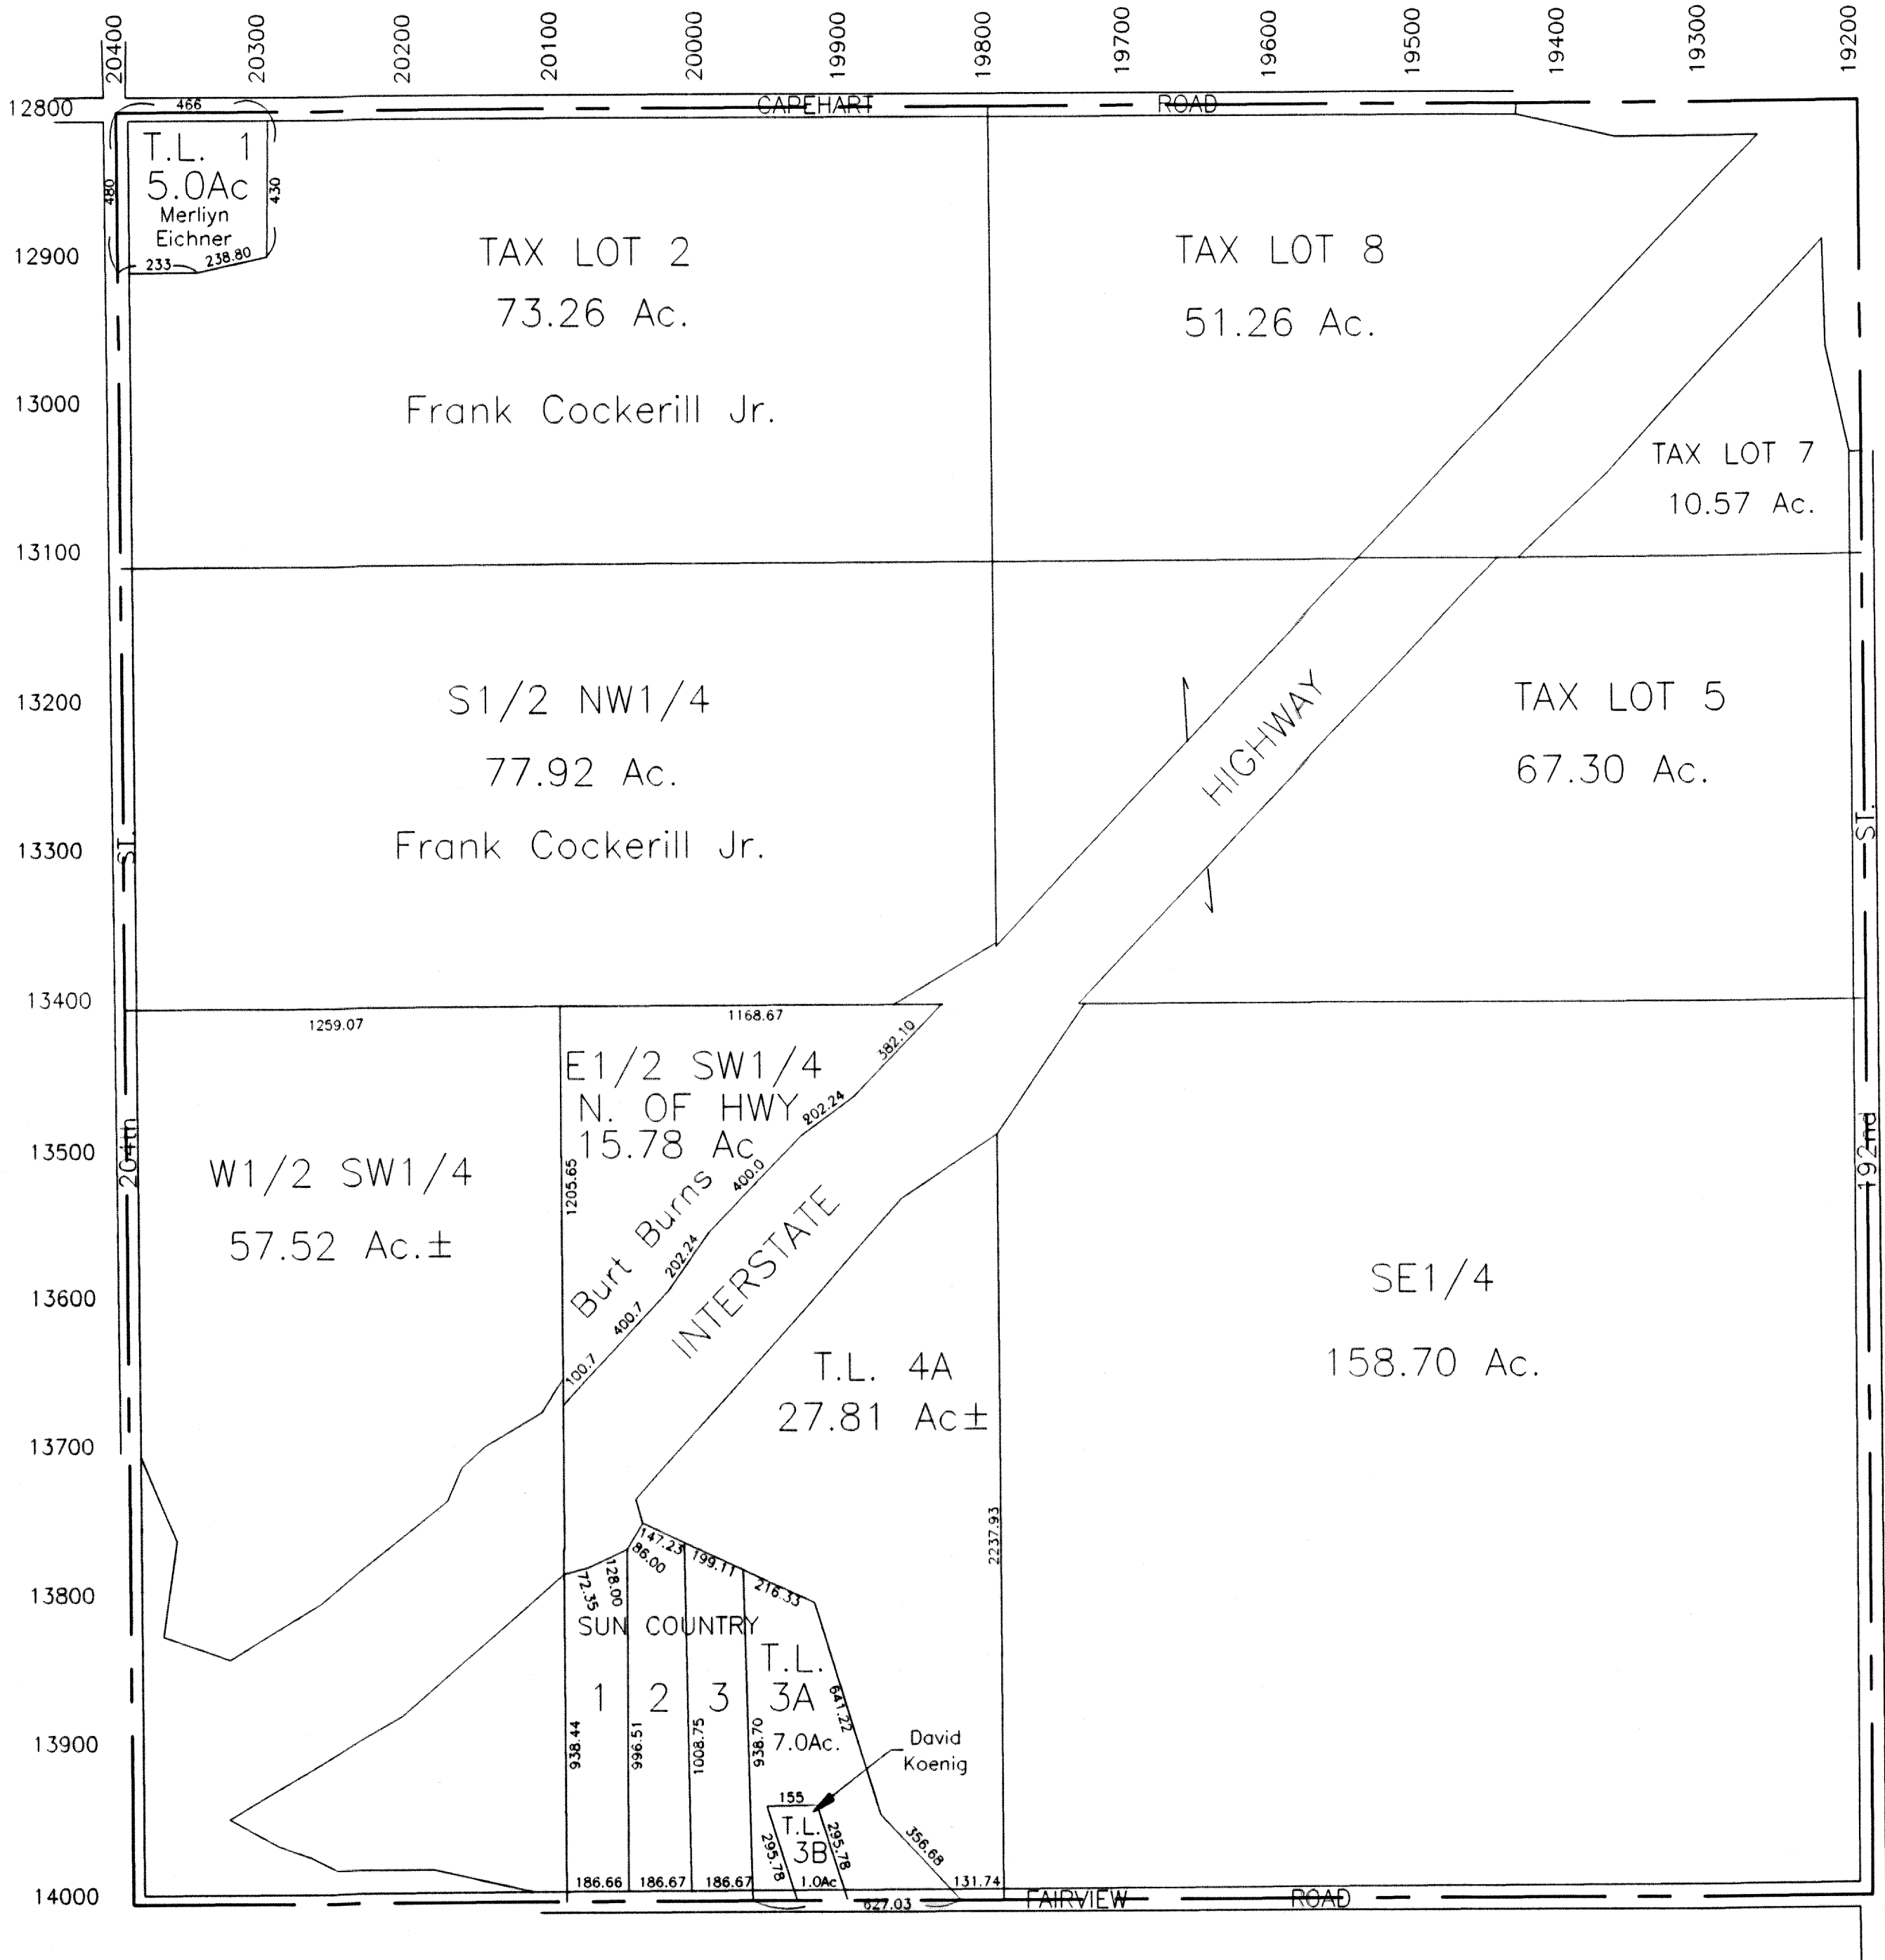 20400
20300
20200
20100
20000
19900
19800
19700
19600
19500
19400
19300
19200
12800
12900
13000
13100
13200
13300
13400
13500
13600
13700
13800
13900
14000
CAPEHART ROAD
466
T.L. 1
5.0Ac
Merliyn
Eichner
480
430
233
238.80
TAX LOT 2
73.26 Ac.
Frank Cockerill Jr.
TAX LOT 8
51.26 Ac.
TAX LOT 7
10.57 Ac.
S1/2 NW1/4
77.92 Ac.
Frank Cockerill Jr.
HIGHWAY
TAX LOT 5
67.30 Ac.
204th ST.
192nd ST.
1259.07
1168.67
E1/2 SW1/4
N. OF HWY
15.78 Ac
Burt Burns
382.10
202.24
400.0
202.24
400.7
100.7
1205.65
W1/2 SW1/4
57.52 Ac.±
INTERSTATE
T.L. 4A
27.81 Ac±
SE1/4
158.70 Ac.
2237.93
147.23
86.00
199.11
216.33
128.00
72.35
SUN COUNTRY
1
2
3
T.L.
3A
7.0Ac.
641.22
David
Koenig
938.44
996.51
1008.75
938.70
155
T.L.
3B
1.0Ac
295.78
295.78
356.68
186.66
186.67
186.67
131.74
627.03
FAIRVIEW ROAD